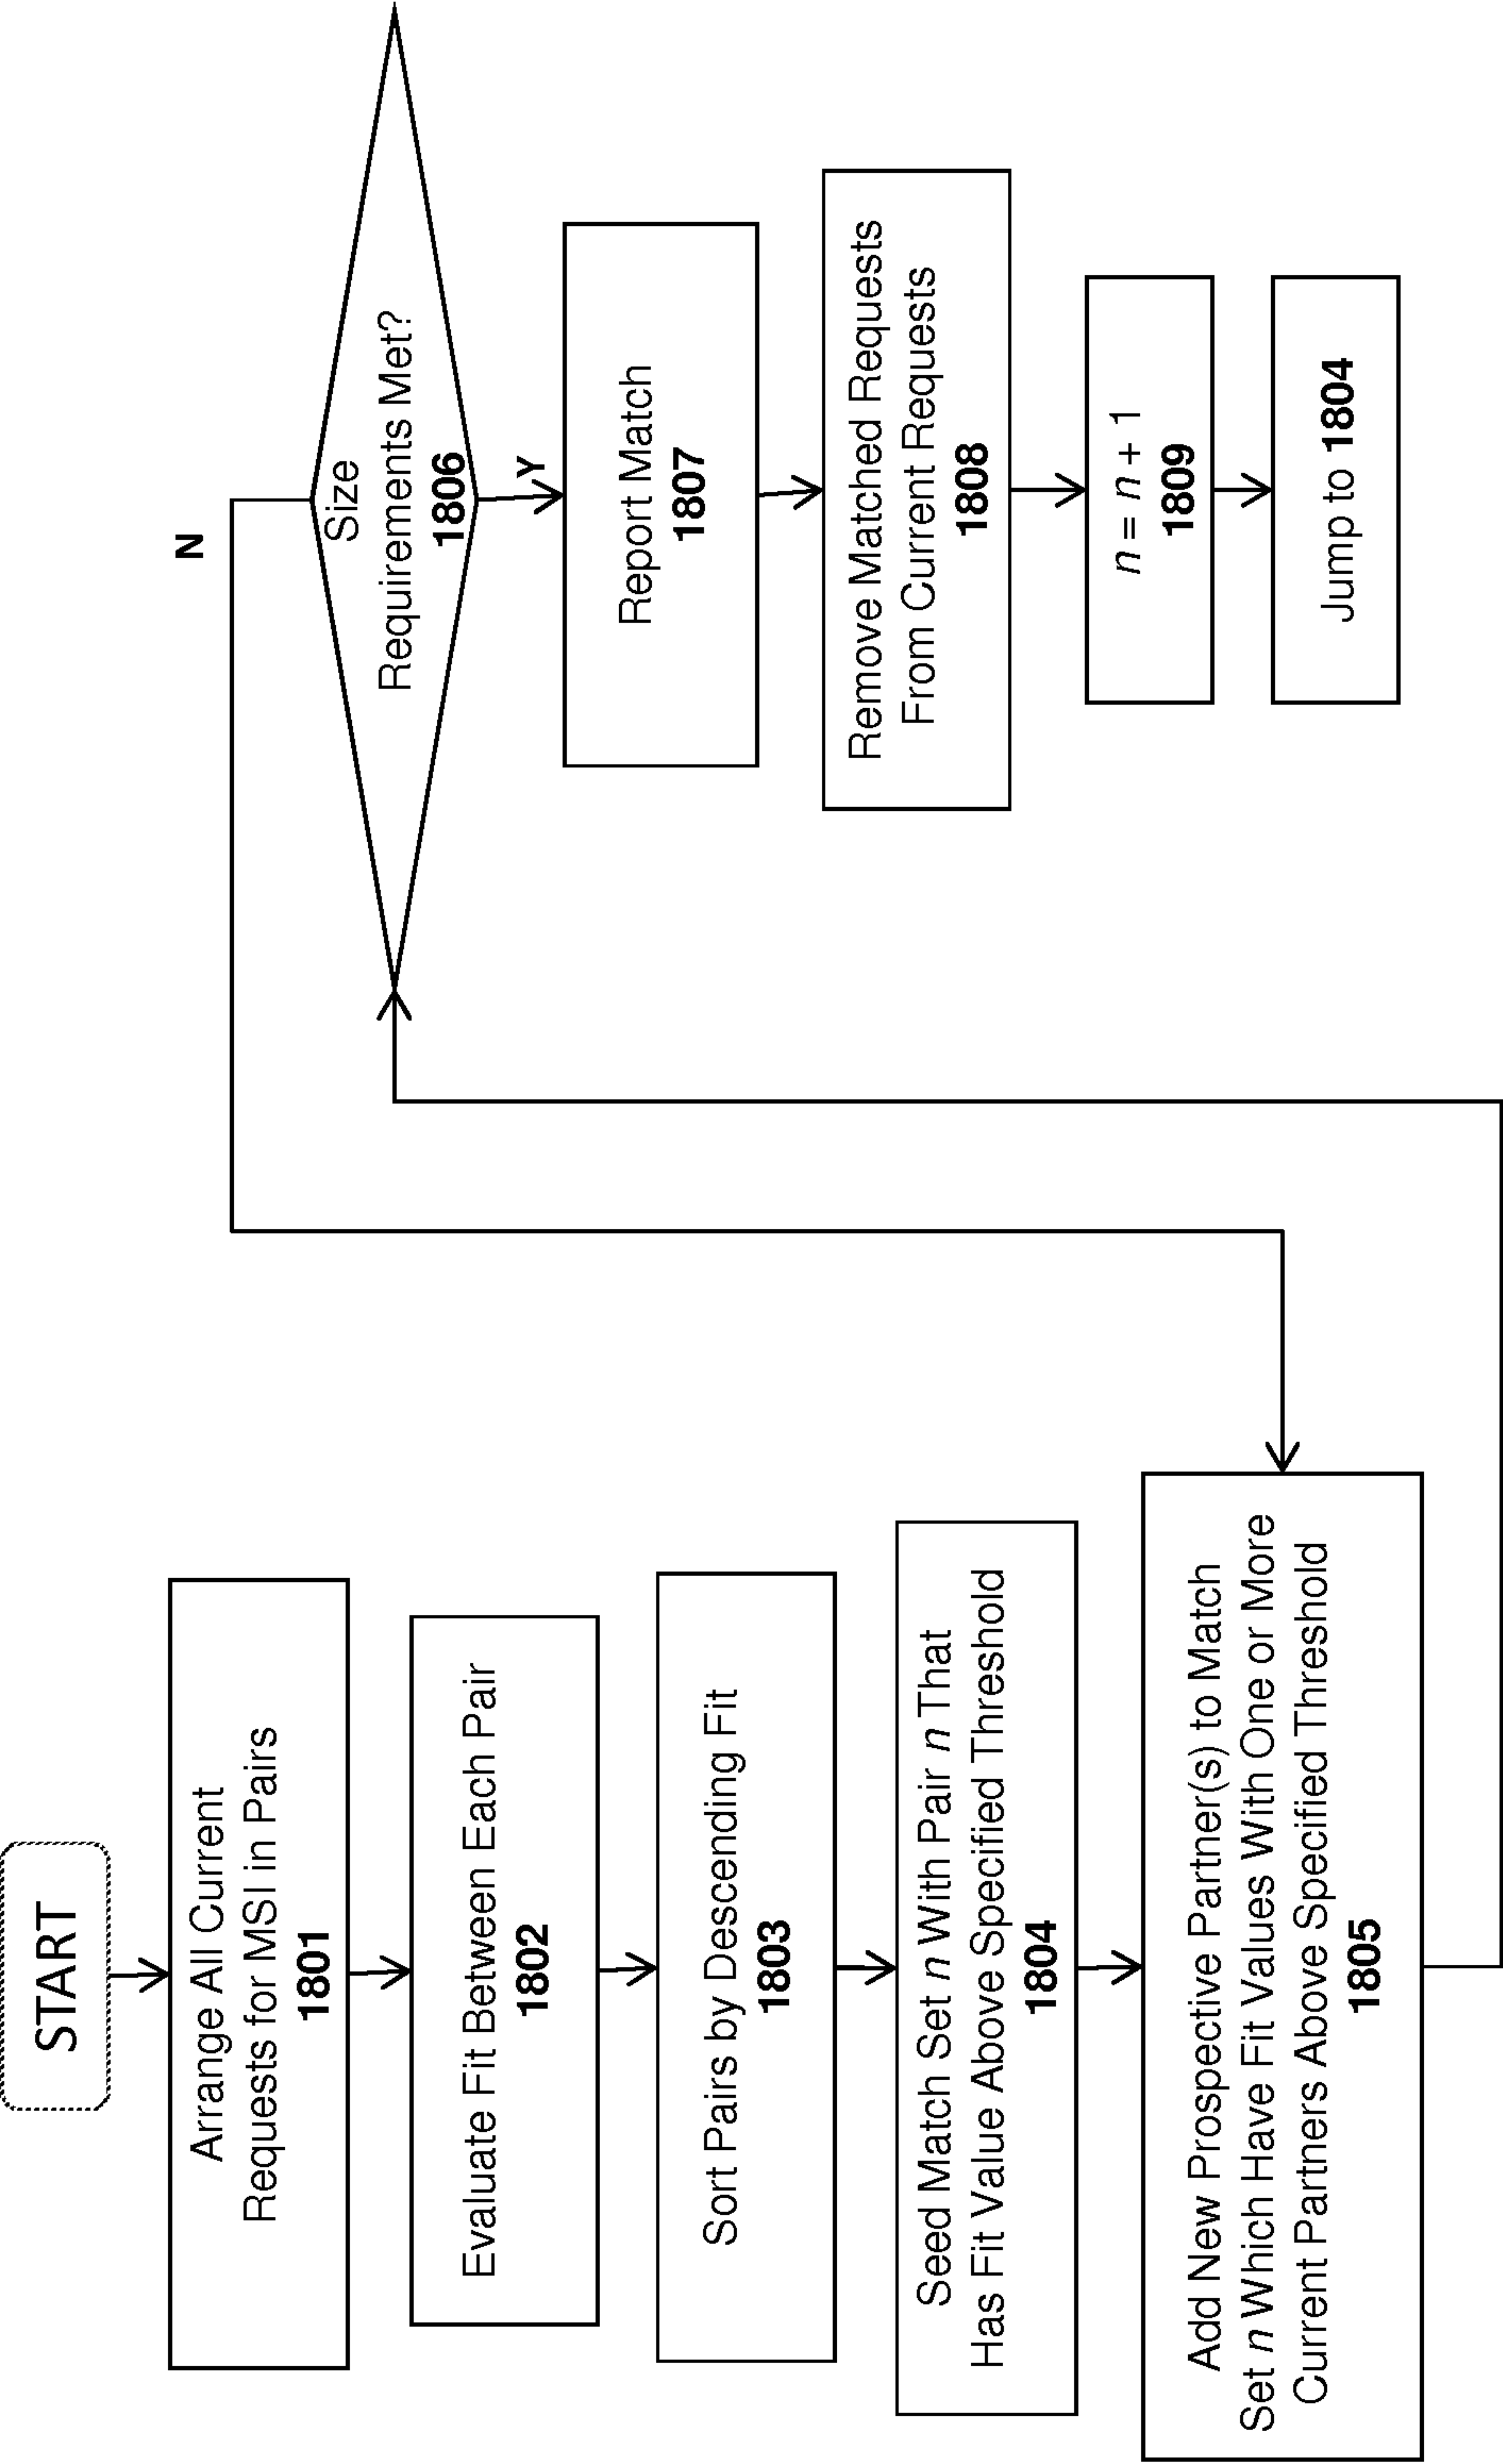 START
Arrange All Current
Requests for MSI in Pairs
1801
Evaluate Fit Between Each Pair
1802
Sort Pairs by Descending Fit
1803
Seed Match Set n With Pair n That
Has Fit Value Above Specified Threshold
1804
Add New Prospective Partner(s) to Match
Set n Which Have Fit Values With One or More
Current Partners Above Specified Threshold
1805
N
Size
Requirements Met?
1806
Y
Report Match
1807
Remove Matched Requests
From Current Requests
1808
n = n + 1
1809
Jump to 1804